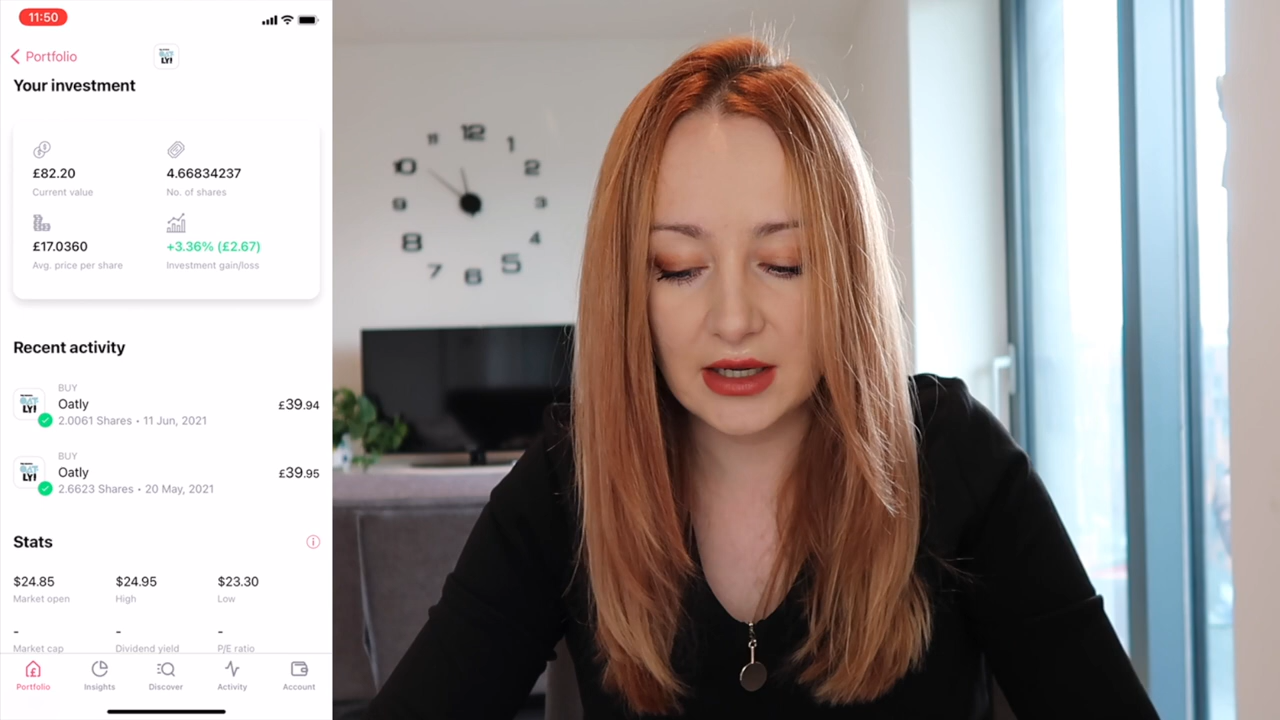 11:50
Portfolio
Your investment
£82.20
Current value
4.66834237
No. of shares
£17.0360
Avg. price per share
+3.36% (£2.67)
Investment gain/loss
Recent activity
BUY
Oatly
2.0061 Shares • 11 Jun, 2021
£39.94
BUY
Oatly
2.6623 Shares • 20 May, 2021
£39.95
Stats
$24.85
Market open
$24.95
High
$23.30
Low
-
Market cap
-
Dividend yield
-
P/E ratio
Portfolio
Insights
Discover
Activity
Account
12
1
2
3
4
5
6
7
8
9
10
11